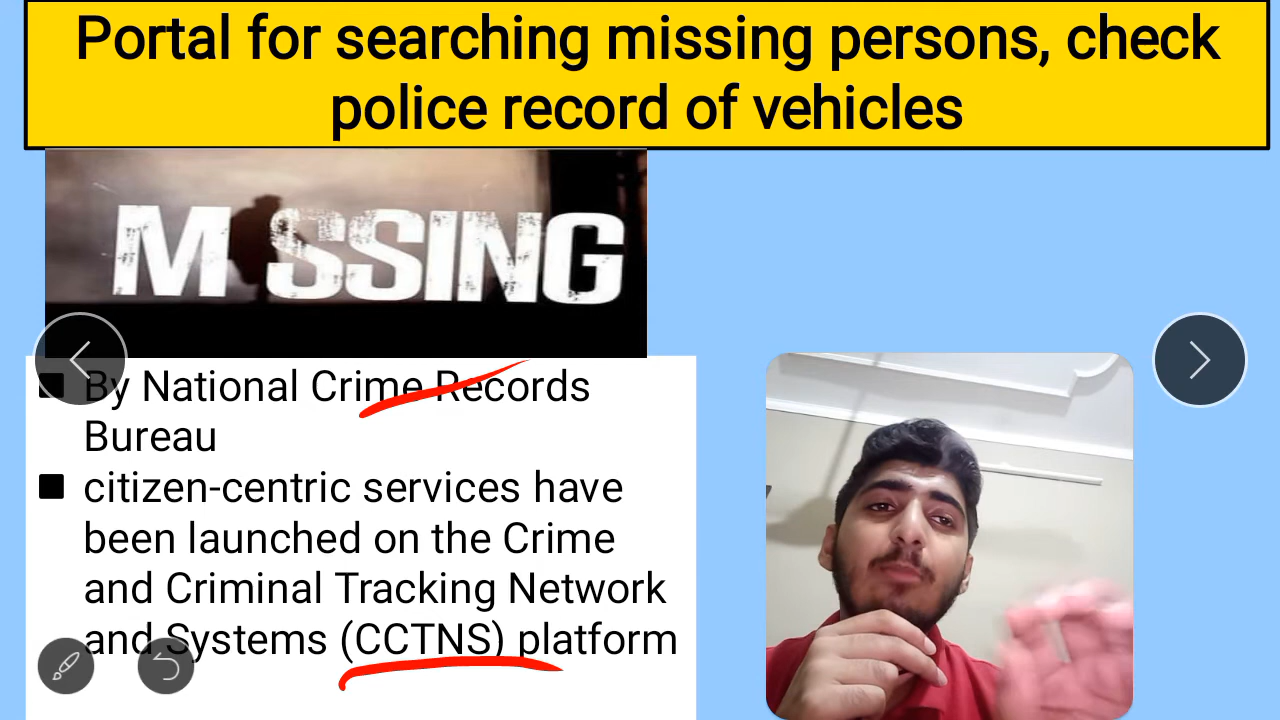 Portal for searching missing persons, check
police record of vehicles
M SSING
By National Crime Records
Bureau
citizen-centric services have
been launched on the Crime
and Criminal Tracking Network
and Systems (CCTNS) platform